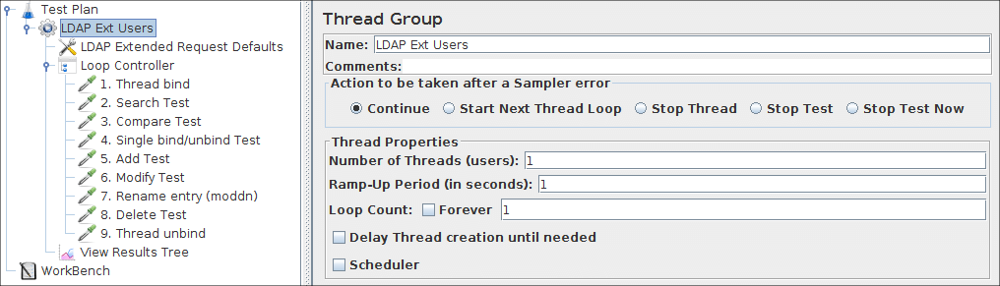 Test Plan
LDAP Ext Users
LDAP Extended Request Defaults
Loop Controller
1. Thread bind
2. Search Test
3. Compare Test
4. Single bind/unbind Test
5. Add Test
6. Modify Test
7. Rename entry (moddn)
8. Delete Test
9. Thread unbind
View Results Tree
WorkBench
Thread Group
Name: LDAP Ext Users
Comments:
Action to be taken after a Sampler error
Continue Start Next Thread Loop Stop Thread Stop Test Stop Test Now
Thread Properties
Number of Threads (users): 1
Ramp-Up Period (in seconds): 1
Loop Count: Forever 1
Delay Thread creation until needed
Scheduler